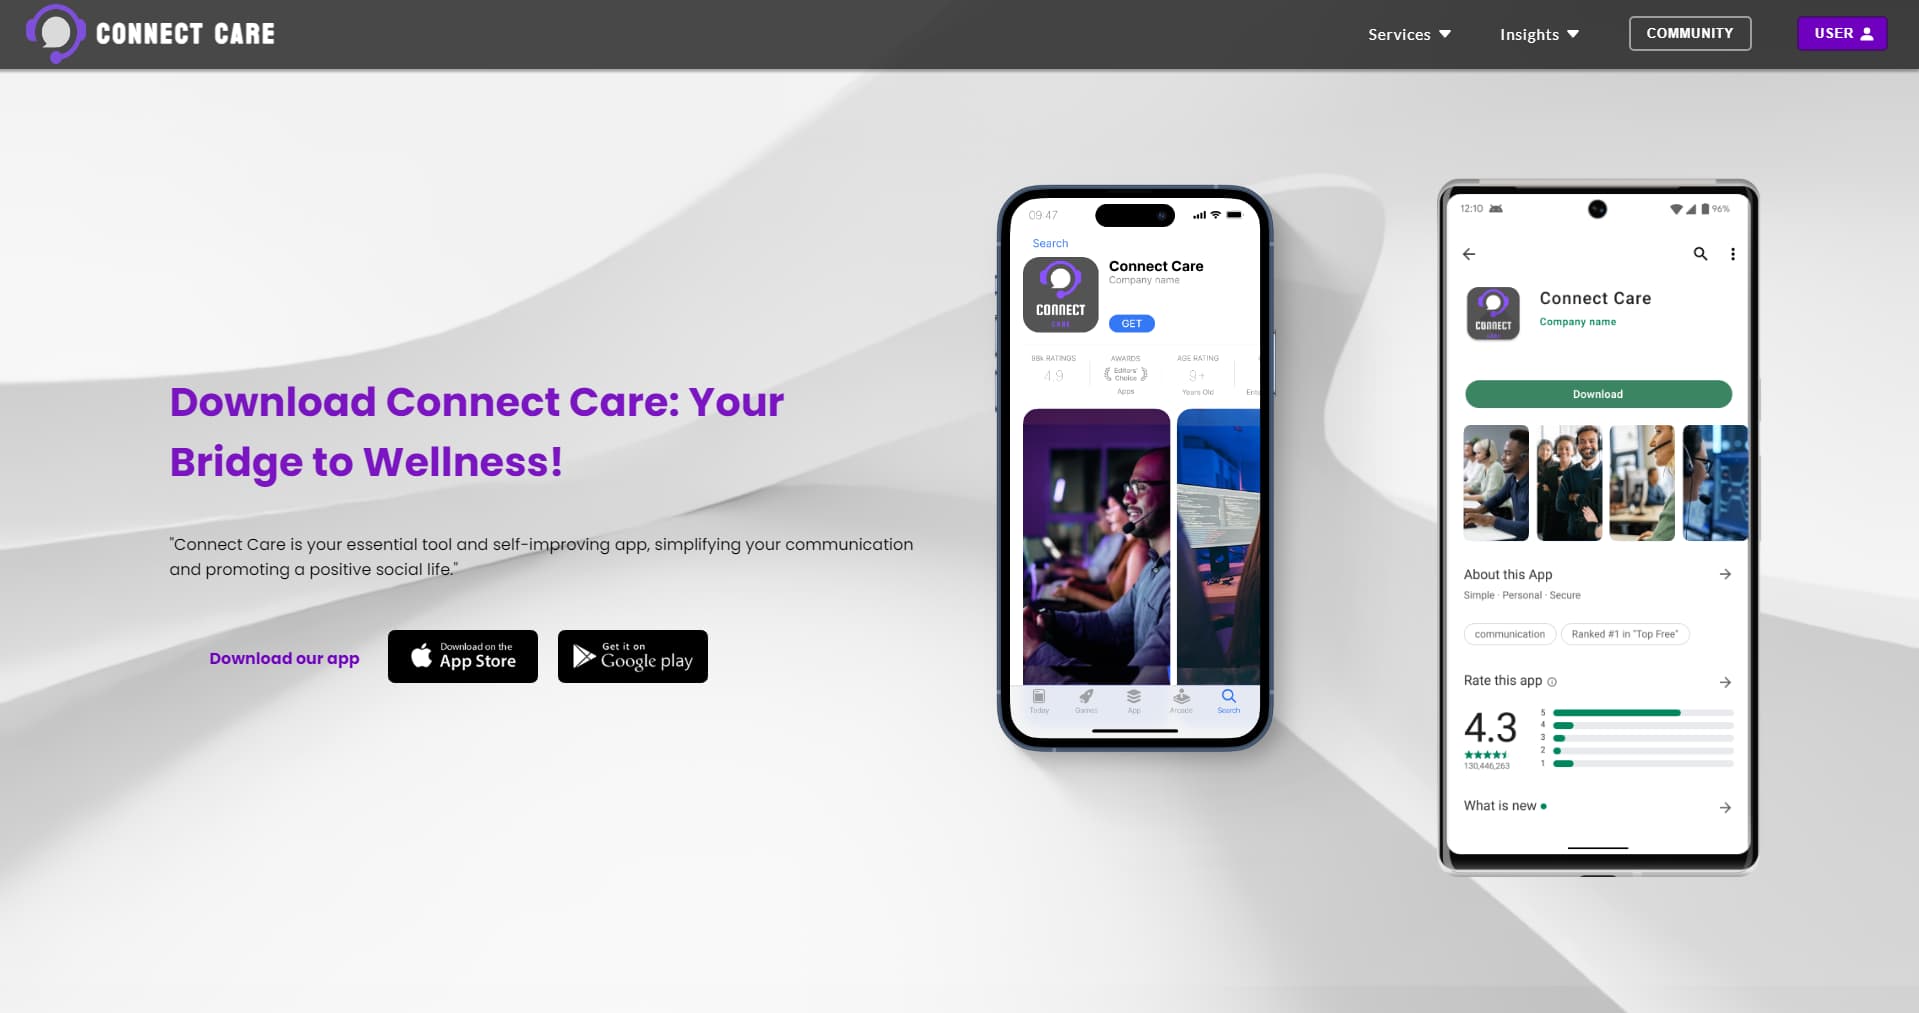 CONNECT CARE
Services
Insights
COMMUNITY
USER
Download Connect Care: Your
Bridge to Wellness!
"Connect Care is your essential tool and self-improving app, simplifying your communication
and promoting a positive social life."
Download our app
Download on the
App Store
Get it on
Google play
09:47
Search
CONNECT
CARE
Connect Care
Company name
GET
88k RATINGS
4.9
AWARDS
Editors'
Choice
Apps
AGE RATING
9+
Years Old
Today
Games
App
Arcade
Search
12:10
96%
CONNECT
CARE
Connect Care
Company name
Download
About this App
Simple · Personal · Secure
communication
Ranked #1 in "Top Free"
Rate this app
4.3
130,446,263
5
4
3
2
1
What is new